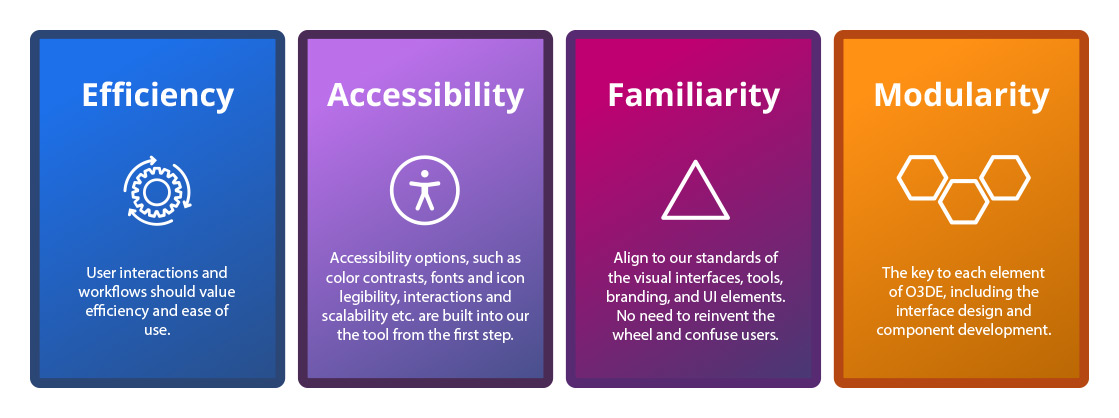 Efficiency
User interactions and
workflows should value
efficiency and ease of
use.
Accessibility
Accessibility options, such as
color contrasts, fonts and icon
legibility, interactions and
scalability etc. are built into our
the tool from the first step.
Familiarity
Align to our standards of
the visual interfaces, tools,
branding, and UI elements.
No need to reinvent the
wheel and confuse users.
Modularity
The key to each element
of O3DE, including the
interface design and
component development.